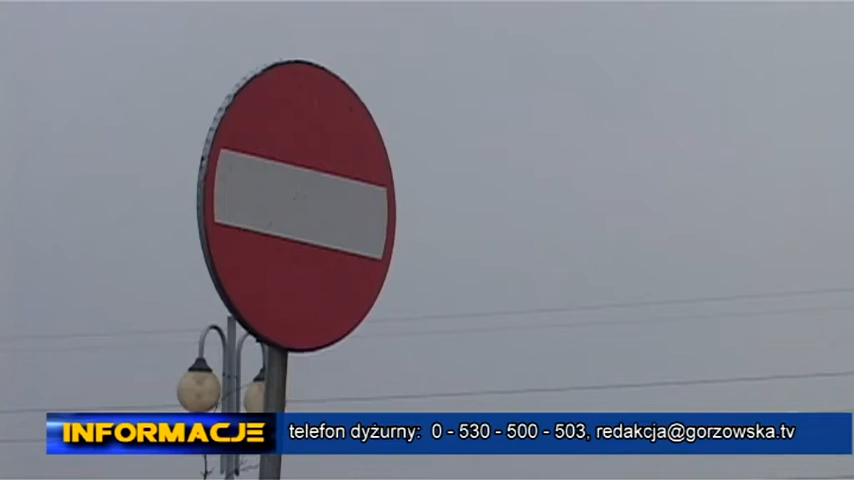 INFORMACJE telefon dyżurny: 0 - 530 - 500 - 503, redakcja@gorzowska.tv